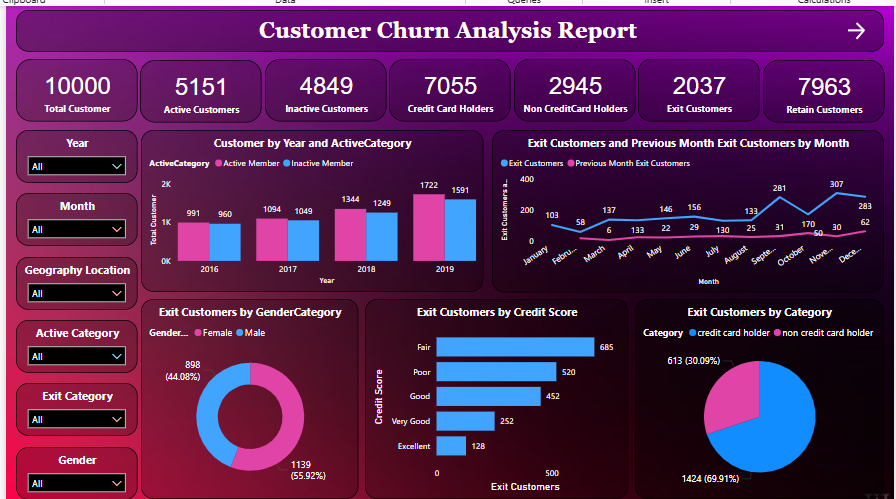 Clipboard Data Queries Insert Calculations
Customer Churn Analysis Report
10000 5151 4849 7055 2945 2037 7963
Total Customer Active Customers Inactive Customers Credit Card Holders Non CreditCard Holders Exit Customers Retain Customers
Year
All
Month
All
Geography Location
All
Active Category
All
Exit Category
All
Gender
All
Customer by Year and ActiveCategory
ActiveCategory Active Member Inactive Member
Total Customer
2K
1K
0K
991 960 1094 1049 1344 1249 1722 1591
2016 2017 2018 2019
Year
Exit Customers and Previous Month Exit Customers by Month
Exit Customers Previous Month Exit Customers
Exit Customers a...
400
200
0
103 58 137 146 156 133 281 170 307 283
6 133 22 29 130 25 31 50 30 62
January Febru... March April May June July August Septe... October Nove... Dece...
Month
Exit Customers by GenderCategory
Gender... Female Male
898
(44.08%)
1139
(55.92%)
Exit Customers by Credit Score
Credit Score
Fair 685
Poor 520
Good 452
Very Good 252
Excellent 128
0 500
Exit Customers
Exit Customers by Category
Category credit card holder non credit card holder
613 (30.09%)
1424 (69.91%)